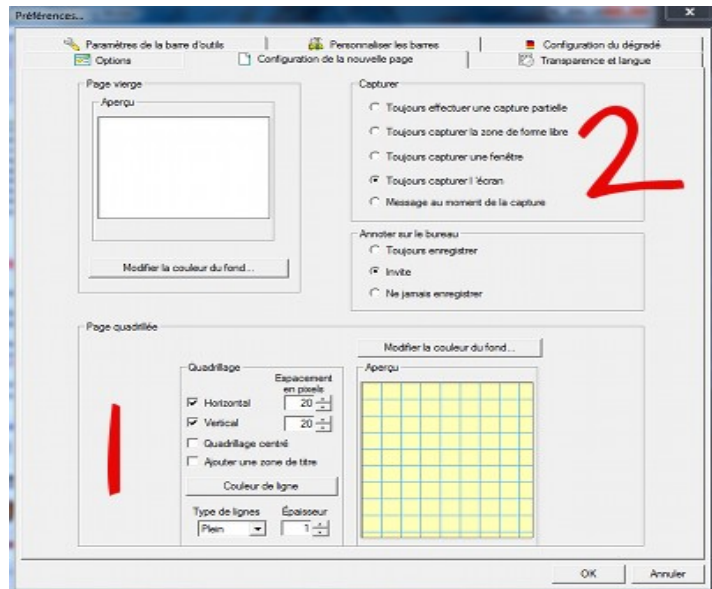 Préférences...
Paramètres de la barre d'outils
Personnaliser les barres
Configuration du dégradé
Options
Configuration de la nouvelle page
Transparence et langue
Page vierge
Aperçu
Modifier la couleur du fond...
Capturer
Toujours effectuer une capture partielle
Toujours capturer la zone de forme libre
Toujours capturer une fenêtre
Toujours capturer l 'écran
Message au moment de la capture
2
Annoter sur le bureau
Toujours enregistrer
Invite
Ne jamais enregistrer
Page quadrillée
1
Quadrillage
Espacement
en pixels
Horizontal 20
Vertical 20
Quadrillage centré
Ajouter une zone de titre
Couleur de ligne
Type de lignes Épaisseur
Plein 1
Modifier la couleur du fond...
Aperçu
OK Annuler